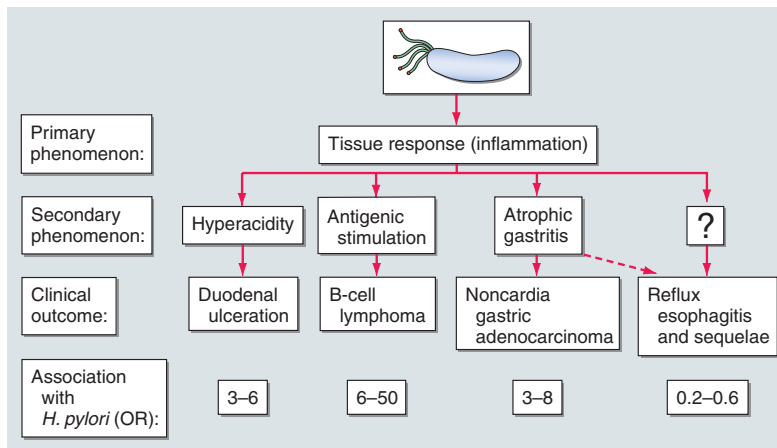 Primary
phenomenon:
Tissue response (inflammation)
Secondary
phenomenon:
Hyperacidity
Antigenic
stimulation
Atrophic
gastritis
?
Clinical
outcome:
Duodenal
ulceration
B-cell
lymphoma
Noncardia
gastric
adenocarcinoma
Reflux
esophagitis
and sequelae
Association
with
H. pylori (OR):
3–6
6–50
3–8
0.2–0.6